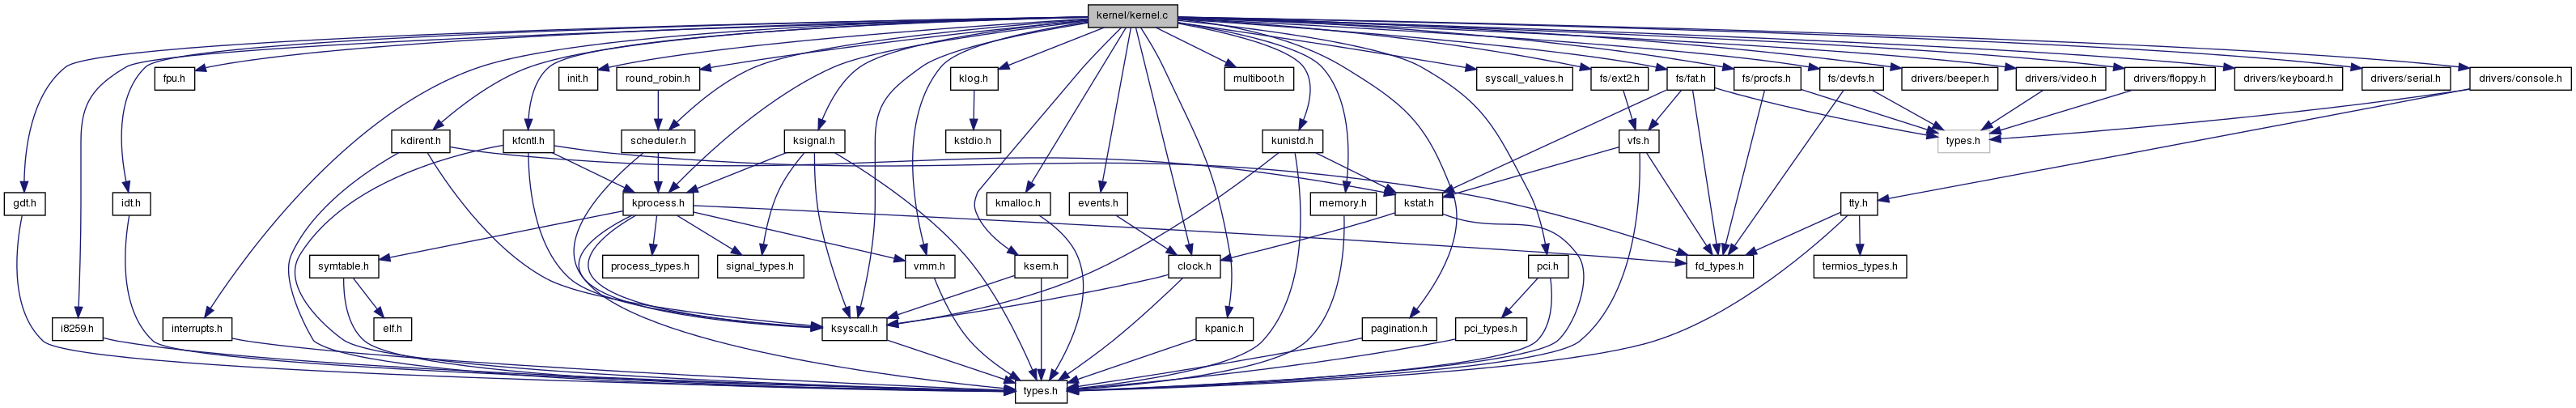 kernel/kernel.c
fpu.h
init.h
round_robin.h
klog.h
multiboot.h
syscall_values.h
fs/ext2.h
fs/fat.h
fs/procfs.h
fs/devfs.h
drivers/beeper.h
drivers/video.h
drivers/floppy.h
drivers/keyboard.h
drivers/serial.h
drivers/console.h
kdirent.h
kfcntl.h
scheduler.h
ksignal.h
kstdio.h
kunistd.h
vfs.h
types.h
gdt.h
idt.h
kprocess.h
kmalloc.h
events.h
memory.h
kstat.h
tty.h
symtable.h
process_types.h
signal_types.h
vmm.h
ksem.h
clock.h
pci.h
fd_types.h
termios_types.h
i8259.h
interrupts.h
elf.h
ksyscall.h
kpanic.h
pagination.h
pci_types.h
types.h